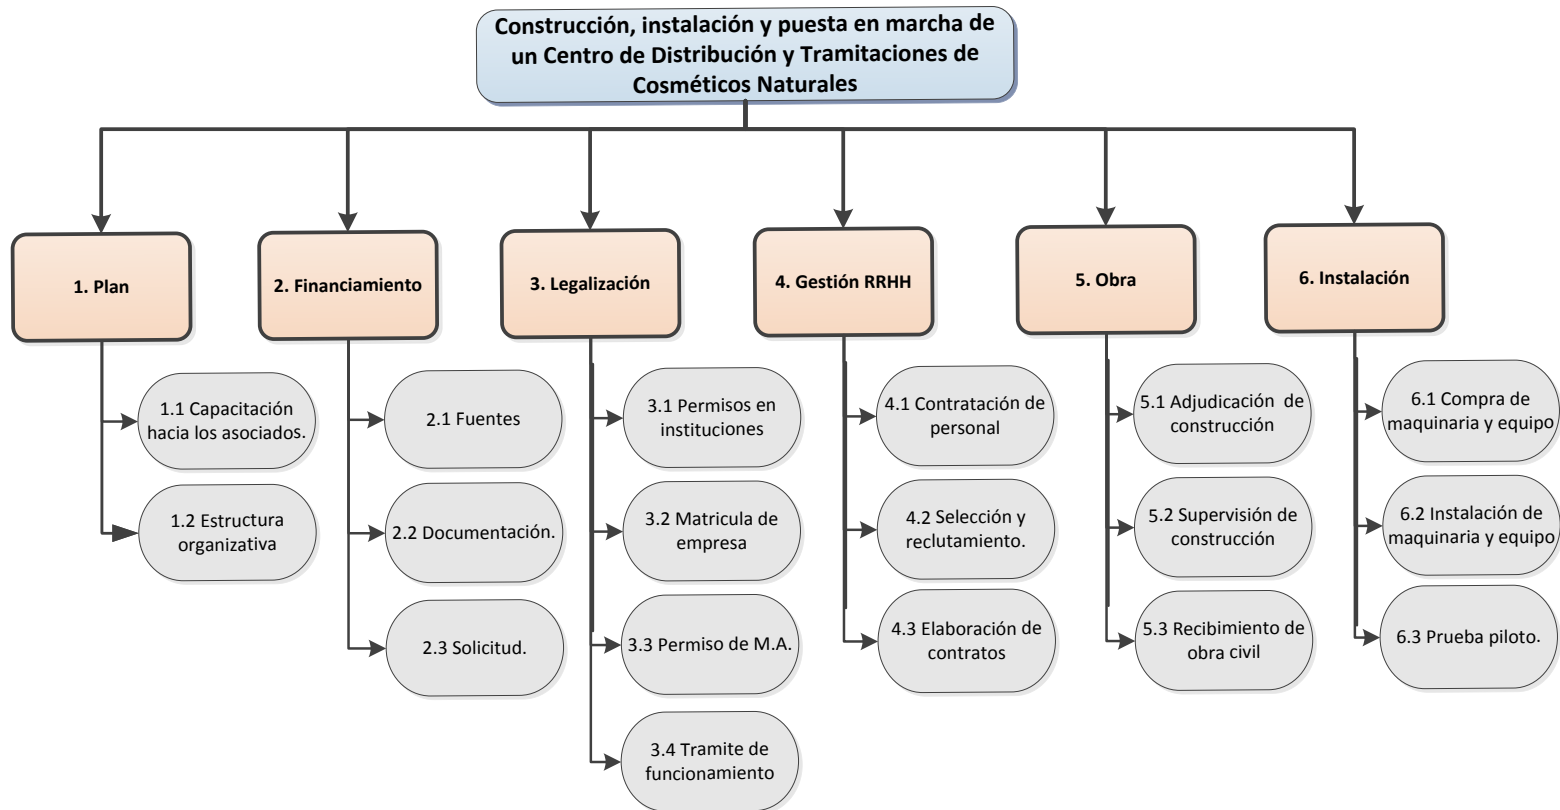 Construcción, instalación y puesta en marcha de
un Centro de Distribución y Tramitaciones de
Cosméticos Naturales
1. Plan
2. Financiamiento
3. Legalización
4. Gestión RRHH
5. Obra
6. Instalación
1.1 Capacitación
hacia los asociados.
1.2 Estructura
organizativa
2.1 Fuentes
2.2 Documentación.
2.3 Solicitud.
3.1 Permisos en
instituciones
3.2 Matricula de
empresa
3.3 Permiso de M.A.
3.4 Tramite de
funcionamiento
4.1 Contratación de
personal
4.2 Selección y
reclutamiento.
4.3 Elaboración de
contratos
5.1 Adjudicación  de
construcción
5.2 Supervisión de
construcción
5.3 Recibimiento de
obra civil
6.1 Compra de
maquinaria y equipo
6.2 Instalación de
maquinaria y equipo
6.3 Prueba piloto.